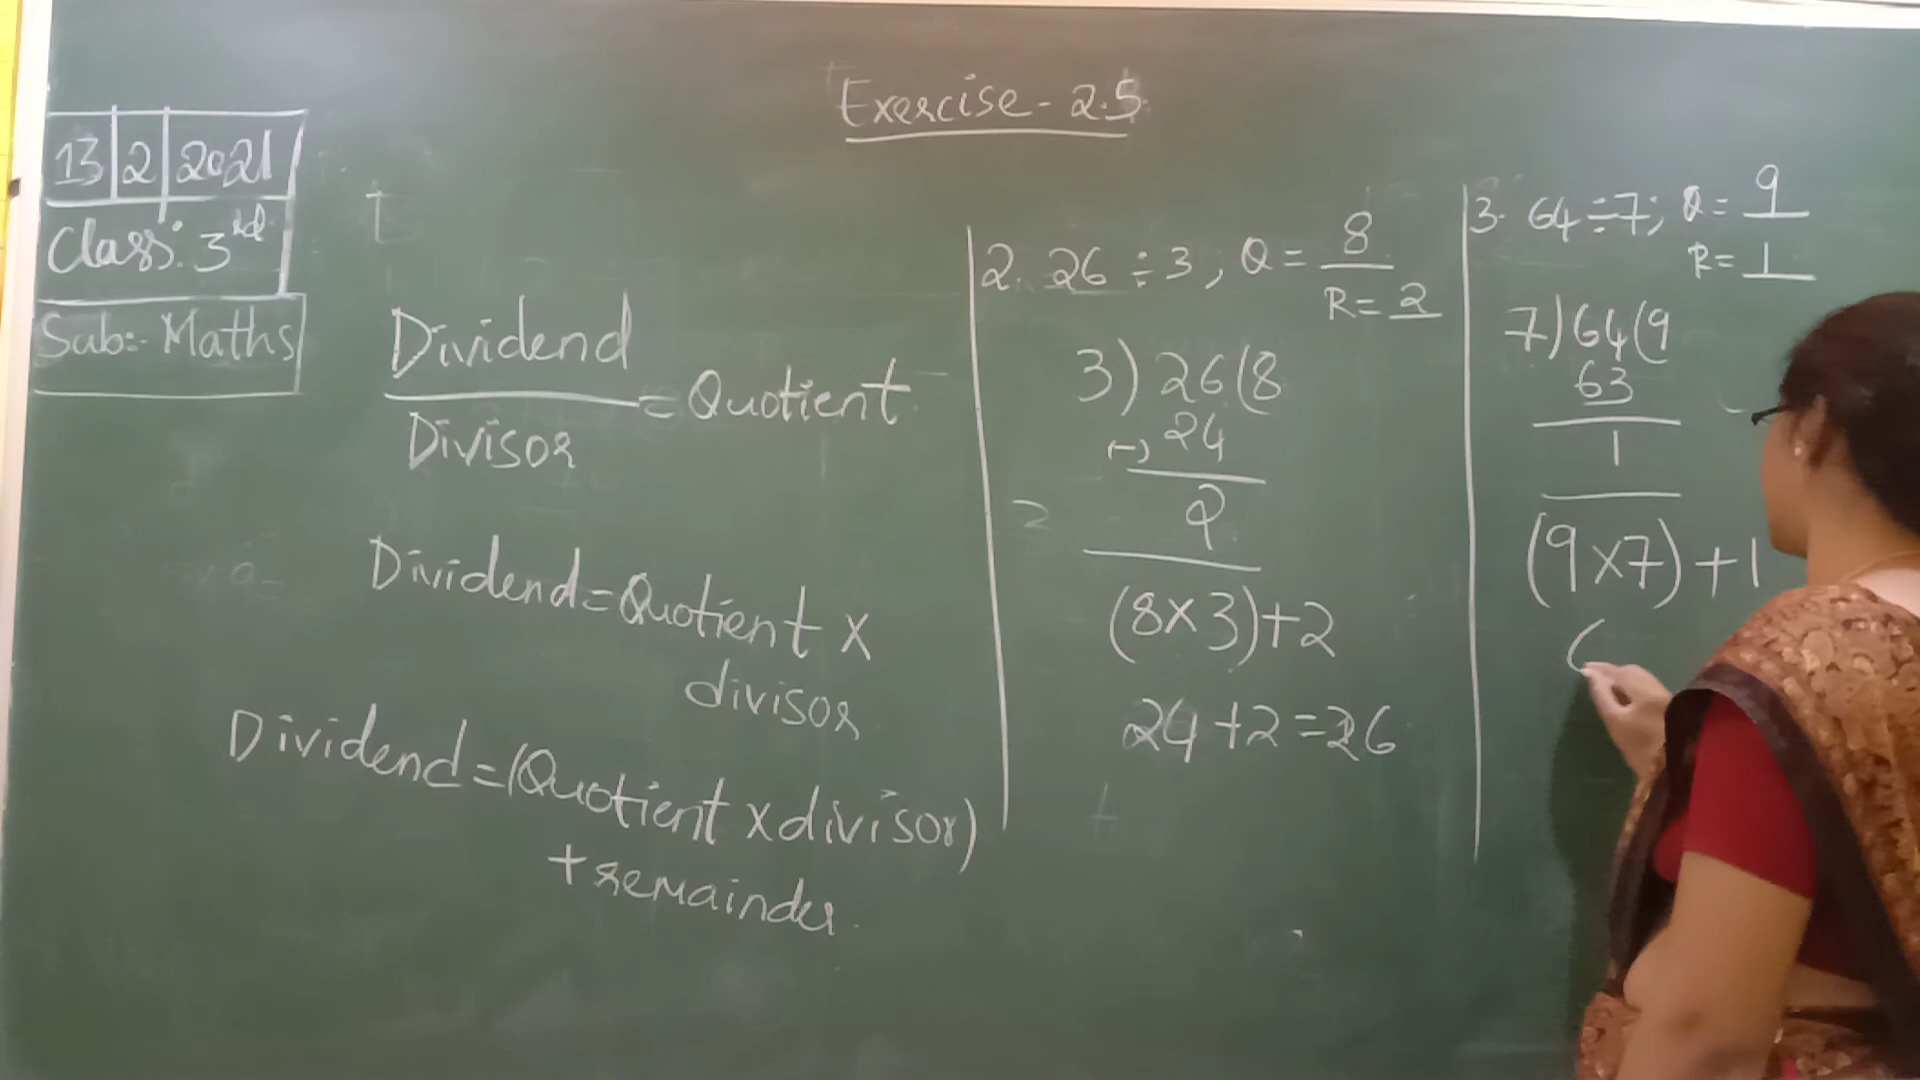 Exercise - 2.5
13|2|2021
Class: 3rd
Sub:- Maths
Dividend
Divisor
= Quotient
Dividend = Quotient x
divisor
Dividend = (Quotient x divisor)
+ remainder.
2. 26 ÷ 3, Q = 8
R = 2
3) 26 (8
(-) 24
2
(8x3)+2
24+2=26
3. 64÷7; Q = 9
R = 1
7) 64 (9
63
1
(9x7)+1
6